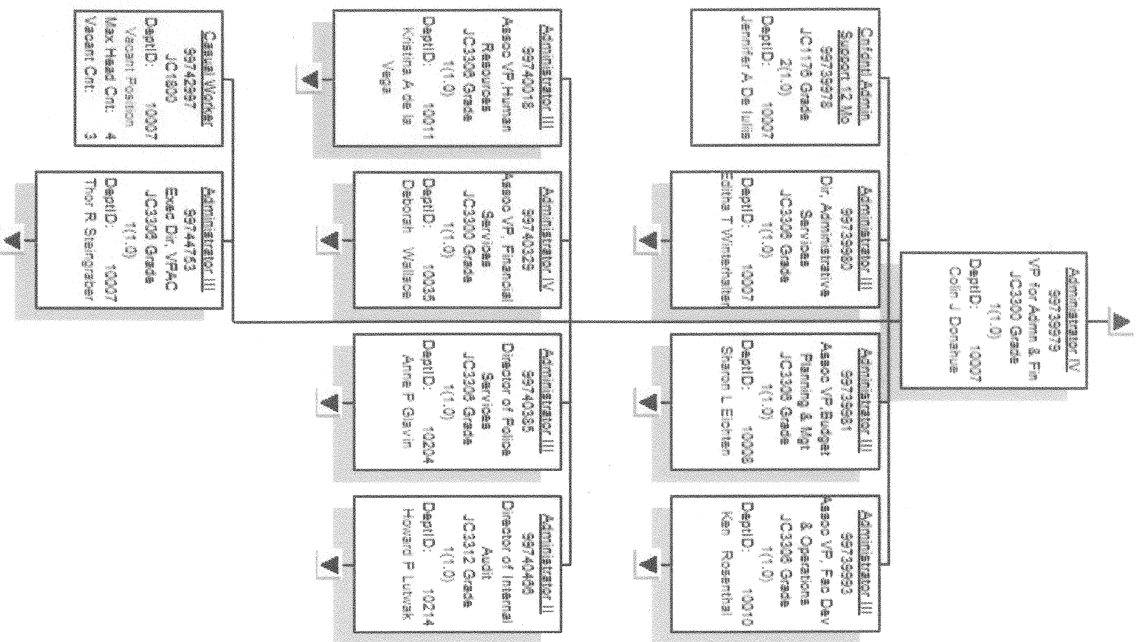 Administrator IV
99739979
VP for Admn & Fin
JC3300 Grade
1(1.0)
DeptID: 10007
Colin J Donahue
Cnfdntl Admin
Support 12 Mo
99739978
JC1176 Grade
2(1.0)
DeptID: 10007
Jennifer A De Iuliis
Administrator III
99739980
Dir, Administrative
Services
JC3306 Grade
1(1.0)
DeptID: 10007
Editha T Winterhalter
Administrator III
99739981
Assoc VP,Budget
Planning & Mgt
JC3306 Grade
1(1.0)
DeptID: 10008
Sharon L Eichten
Administrator III
99739993
Assoc VP, Fac Dev
& Operations
JC3306 Grade
1(1.0)
DeptID: 10010
Ken Rosenthal
Administrator III
99740018
Assoc VP,Human
Resources
JC3306 Grade
1(1.0)
DeptID: 10011
Kristina A de la
Vega
Administrator IV
99740329
Assoc VP, Financial
Services
JC3300 Grade
1(1.0)
DeptID: 10035
Deborah Wallace
Administrator III
99740385
Director of Police
Services
JC3306 Grade
1(1.0)
DeptID: 10204
Anne P Glavin
Administrator II
99740466
Director of Internal
Audit
JC3312 Grade
1(1.0)
DeptID: 10214
Howard P Lutwak
Casual Worker
99742997
JC1800
DeptID: 10007
Vacant Position
Max Head Cnt: 4
Vacant Cnt: 3
Administrator III
99744753
Exec Dir, VPAC
JC3306 Grade
1(1.0)
DeptID: 10007
Thor R Steingraber